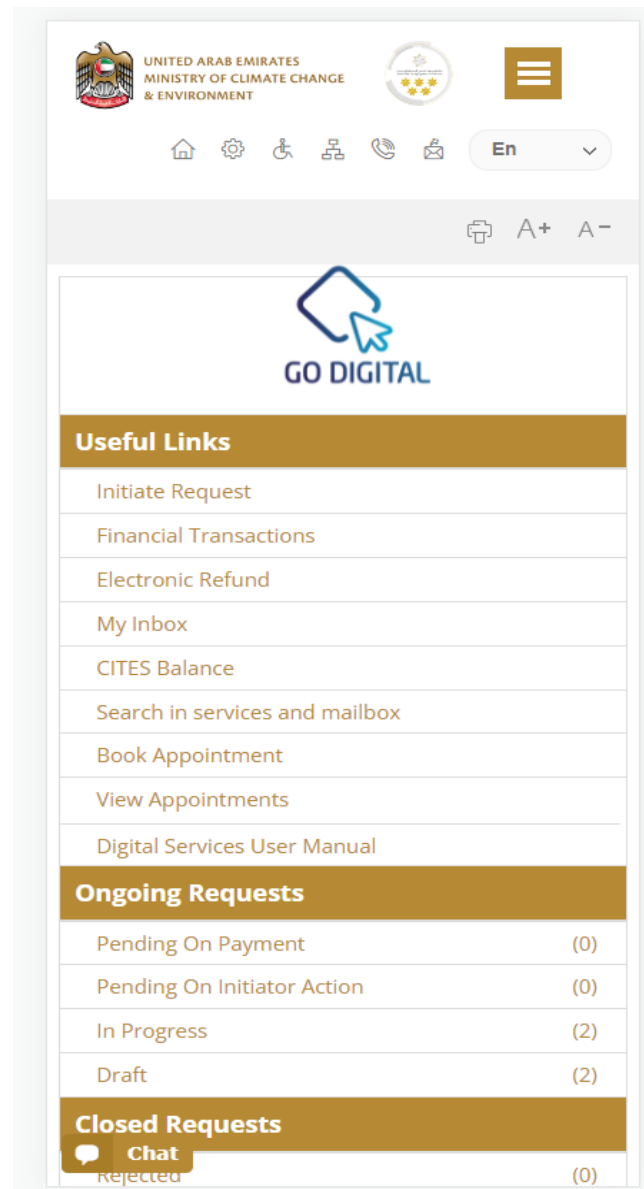 UNITED ARAB EMIRATES
MINISTRY OF CLIMATE CHANGE
& ENVIRONMENT
En
A+ A-
GO DIGITAL
Useful Links
Initiate Request
Financial Transactions
Electronic Refund
My Inbox
CITES Balance
Search in services and mailbox
Book Appointment
View Appointments
Digital Services User Manual
Ongoing Requests
Pending On Payment (0)
Pending On Initiator Action (0)
In Progress (2)
Draft (2)
Closed Requests
Chat
Rejected (0)